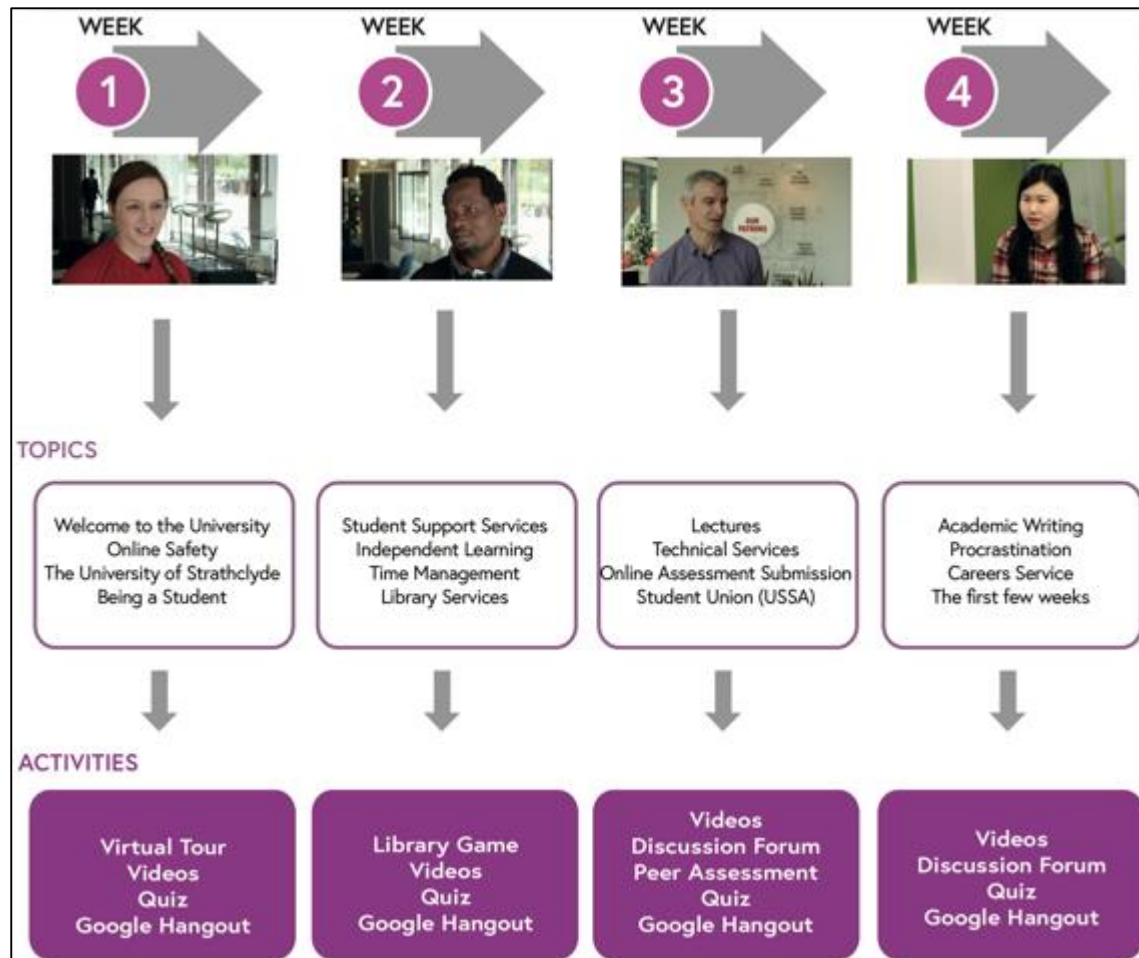 WEEK
1
WEEK
2
WEEK
3
WEEK
4
OUR PATRONS
TOPICS
Welcome to the University
Online Safety
The University of Strathclyde
Being a Student
Student Support Services
Independent Learning
Time Management
Library Services
Lectures
Technical Services
Online Assessment Submission
Student Union (USSA)
Academic Writing
Procrastination
Careers Service
The first few weeks
ACTIVITIES
Virtual Tour
Videos
Quiz
Google Hangout
Library Game
Videos
Quiz
Google Hangout
Videos
Discussion Forum
Peer Assessment
Quiz
Google Hangout
Videos
Discussion Forum
Quiz
Google Hangout